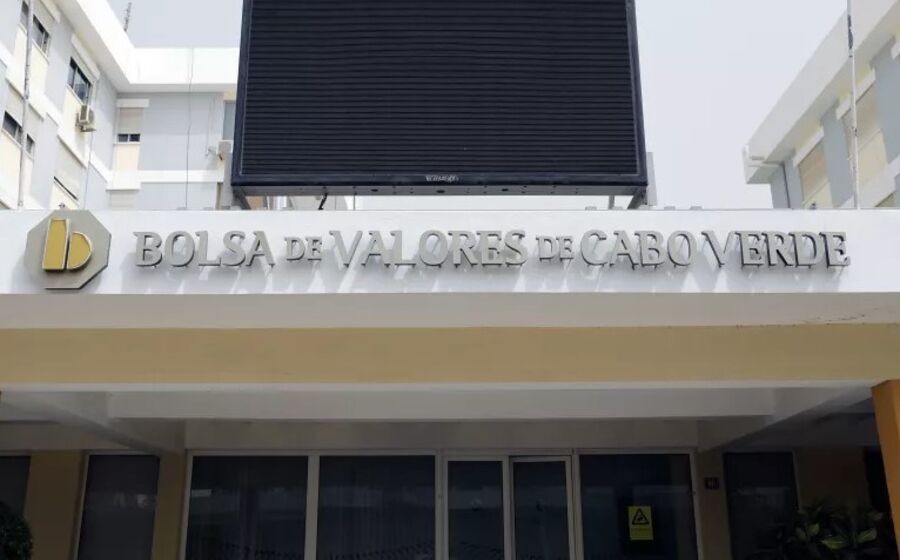 BOLSA DE VALORES DE CABO VERDE